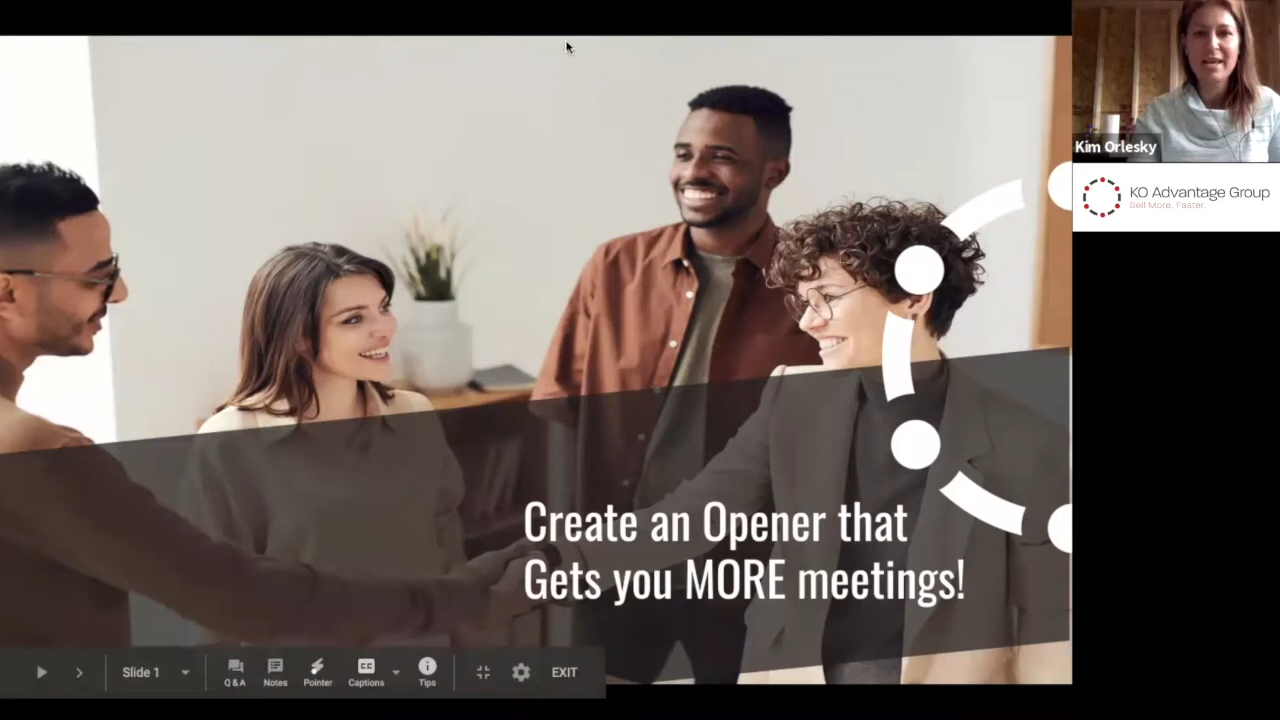 Kim Orlesky
KO Advantage Group
Sell More. Faster.
Create an Opener that
Gets you MORE meetings!
Slide 1
Q & A
Notes
Pointer
CC
Captions
Tips
EXIT